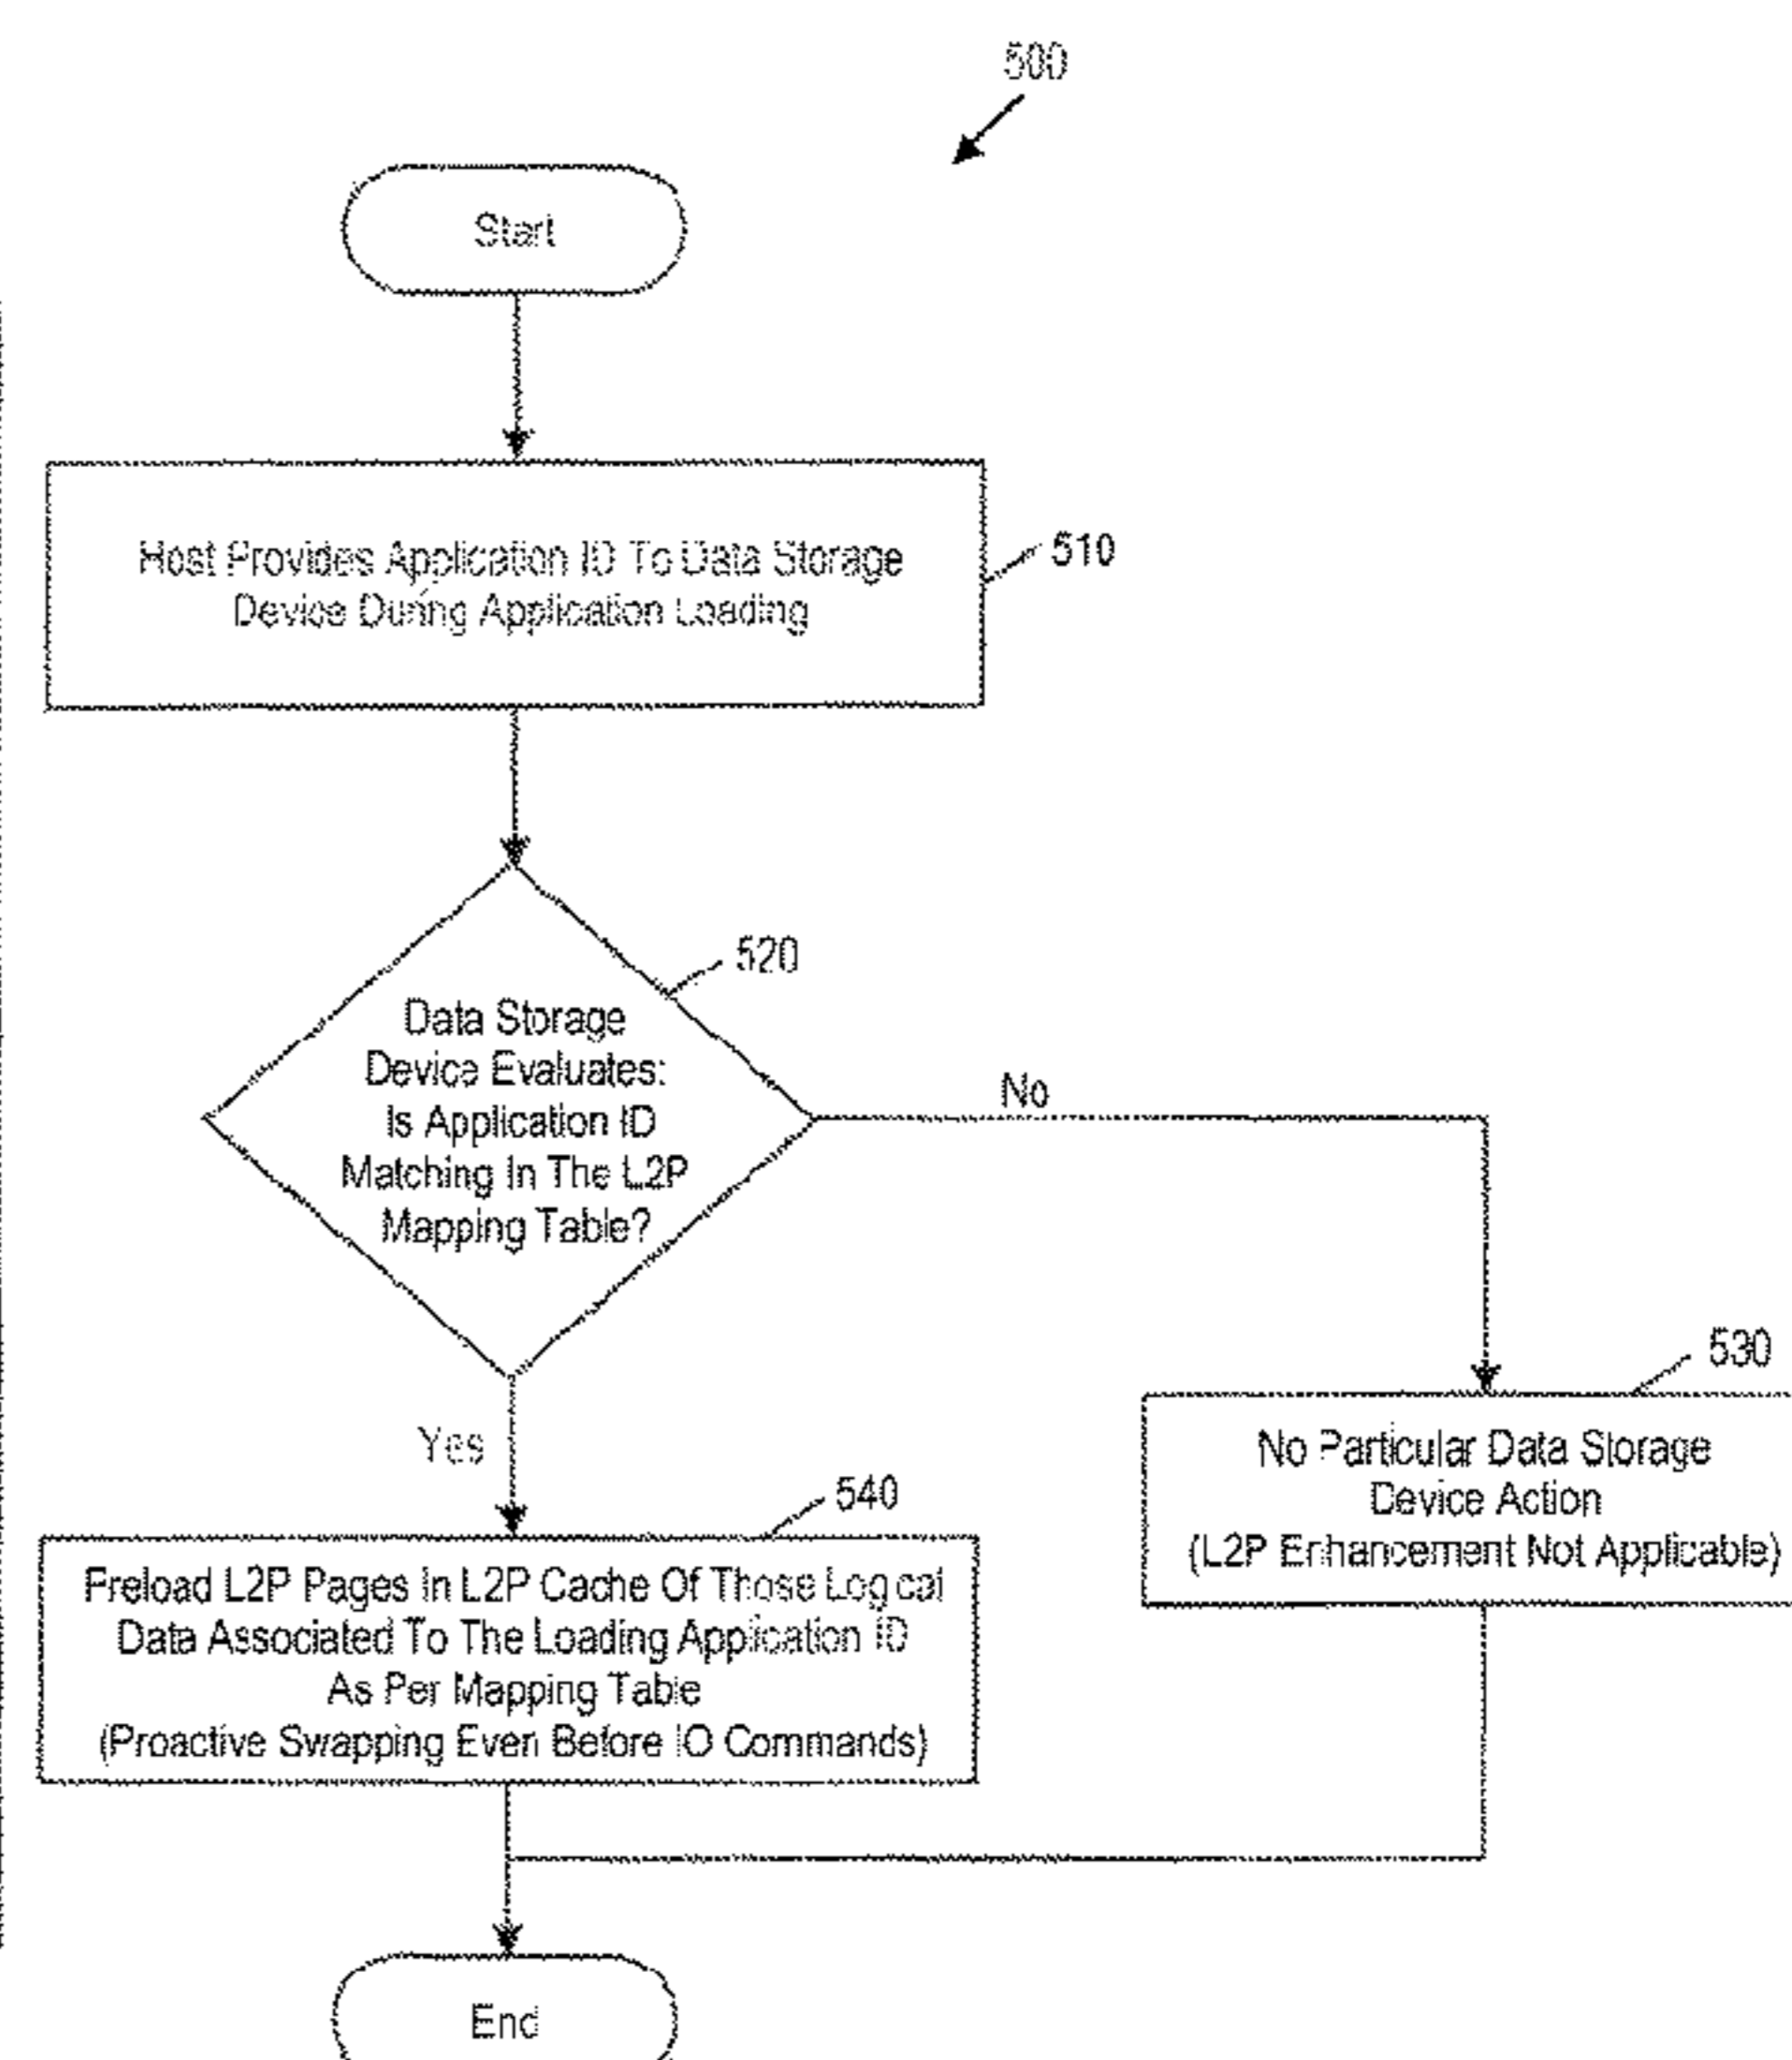 500
Start
Host Provides Application ID To Data Storage
Device During Application Loading
510
520
Data Storage
Device Evaluates:
Is Application ID
Matching In The L2P
Mapping Table?
No
Yes
530
No Particular Data Storage
Device Action
(L2P Enhancement Not Applicable)
540
Preload L2P Pages In L2P Cache Of Those Logical
Data Associated To The Loading Application ID
As Per Mapping Table
(Proactive Swapping Even Before IO Commands)
End